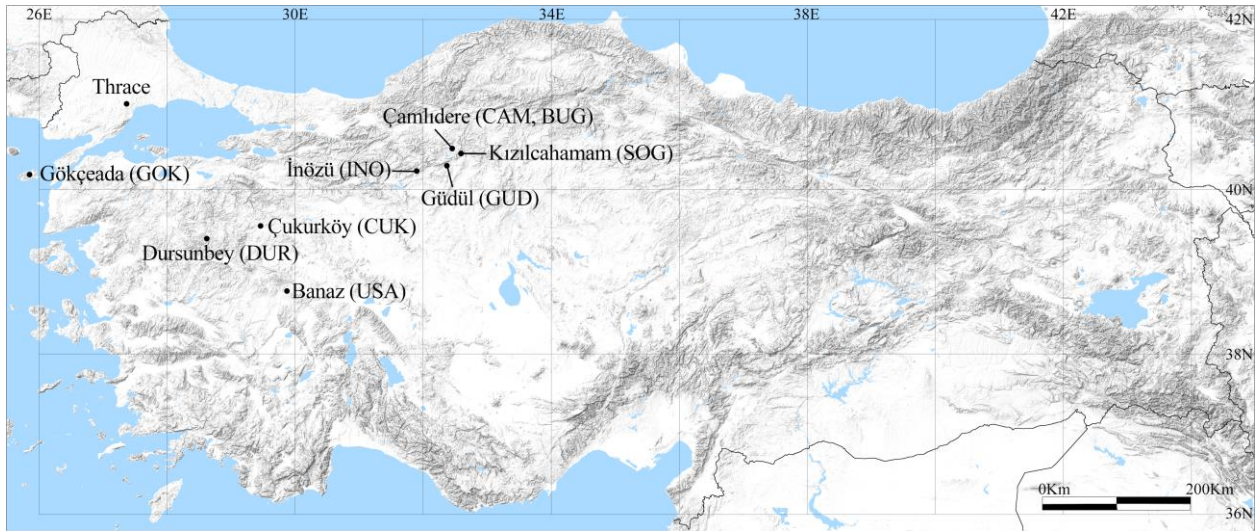 26E
30E
34E
38E
42E
42N
Thrace
Çamlıdere (CAM, BUG)
Kızılcahamam (SOG)
İnözü (INO)
Gökçeada (GOK)
Güdül (GUD)
40N
Çukurköy (CUK)
Dursunbey (DUR)
Banaz (USA)
38N
0Km
200Km
36N